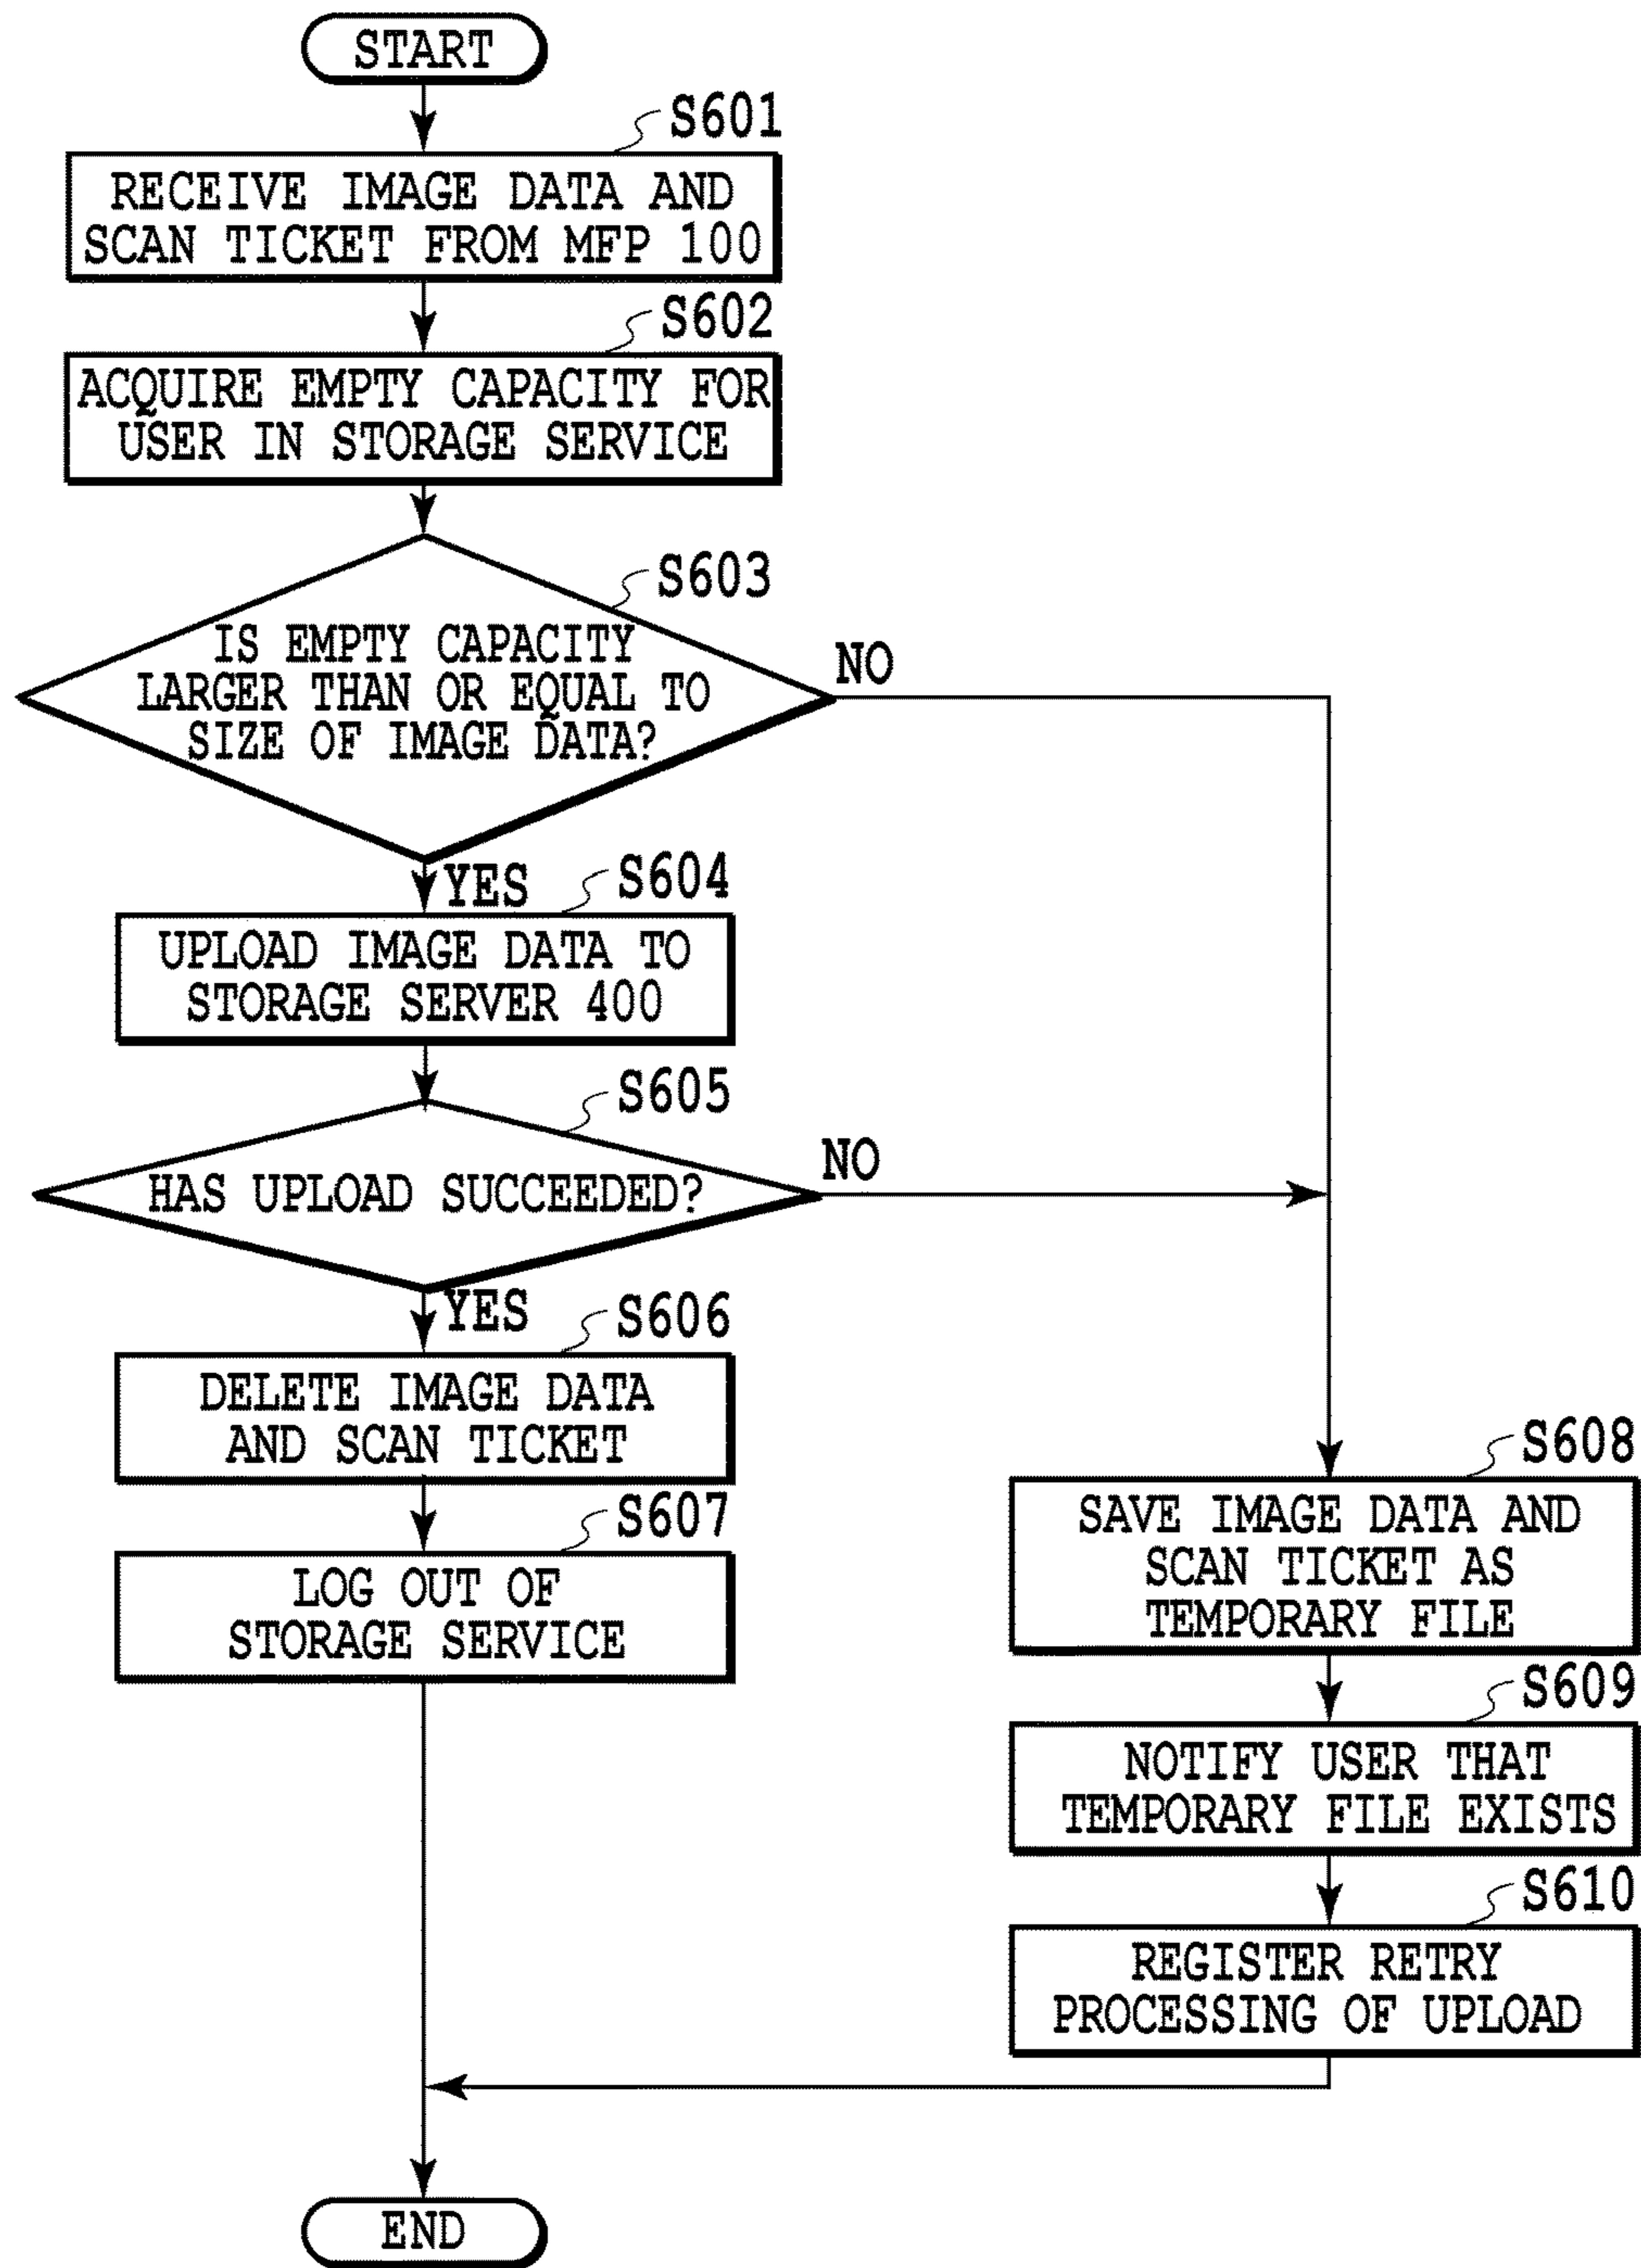 START
S601
RECEIVE IMAGE DATA AND
SCAN TICKET FROM MFP 100
S602
ACQUIRE EMPTY CAPACITY FOR
USER IN STORAGE SERVICE
S603
IS EMPTY CAPACITY
LARGER THAN OR EQUAL TO
SIZE OF IMAGE DATA?
NO
YES
S604
UPLOAD IMAGE DATA TO
STORAGE SERVER 400
S605
HAS UPLOAD SUCCEEDED?
NO
YES
S606
DELETE IMAGE DATA
AND SCAN TICKET
S607
LOG OUT OF
STORAGE SERVICE
S608
SAVE IMAGE DATA AND
SCAN TICKET AS
TEMPORARY FILE
S609
NOTIFY USER THAT
TEMPORARY FILE EXISTS
S610
REGISTER RETRY
PROCESSING OF UPLOAD
END